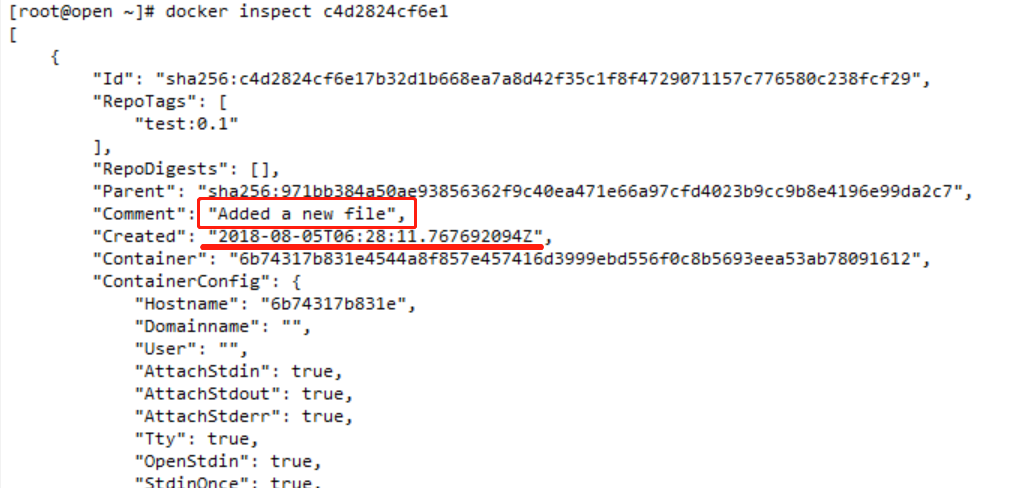 [root@open ~]# docker inspect c4d2824cf6e1
[
{
"Id": "sha256:c4d2824cf6e17b32d1b668ea7a8d42f35c1f8f4729071157c776580c238fcf29",
"RepoTags": [
"test:0.1"
],
"RepoDigests": [],
"Parent": "sha256:971bb384a50ae93856362f9c40ea471e66a97cfd4023b9cc9b8e4196e99da2c7",
"Comment": "Added a new file",
"Created": "2018-08-05T06:28:11.767692094Z",
"Container": "6b74317b831e4544a8f857e457416d3999ebd556f0c8b5693eea53ab78091612",
"ContainerConfig": {
"Hostname": "6b74317b831e",
"Domainname": "",
"User": "",
"AttachStdin": true,
"AttachStdout": true,
"AttachStderr": true,
"Tty": true,
"OpenStdin": true,
"StdinOnce": true,